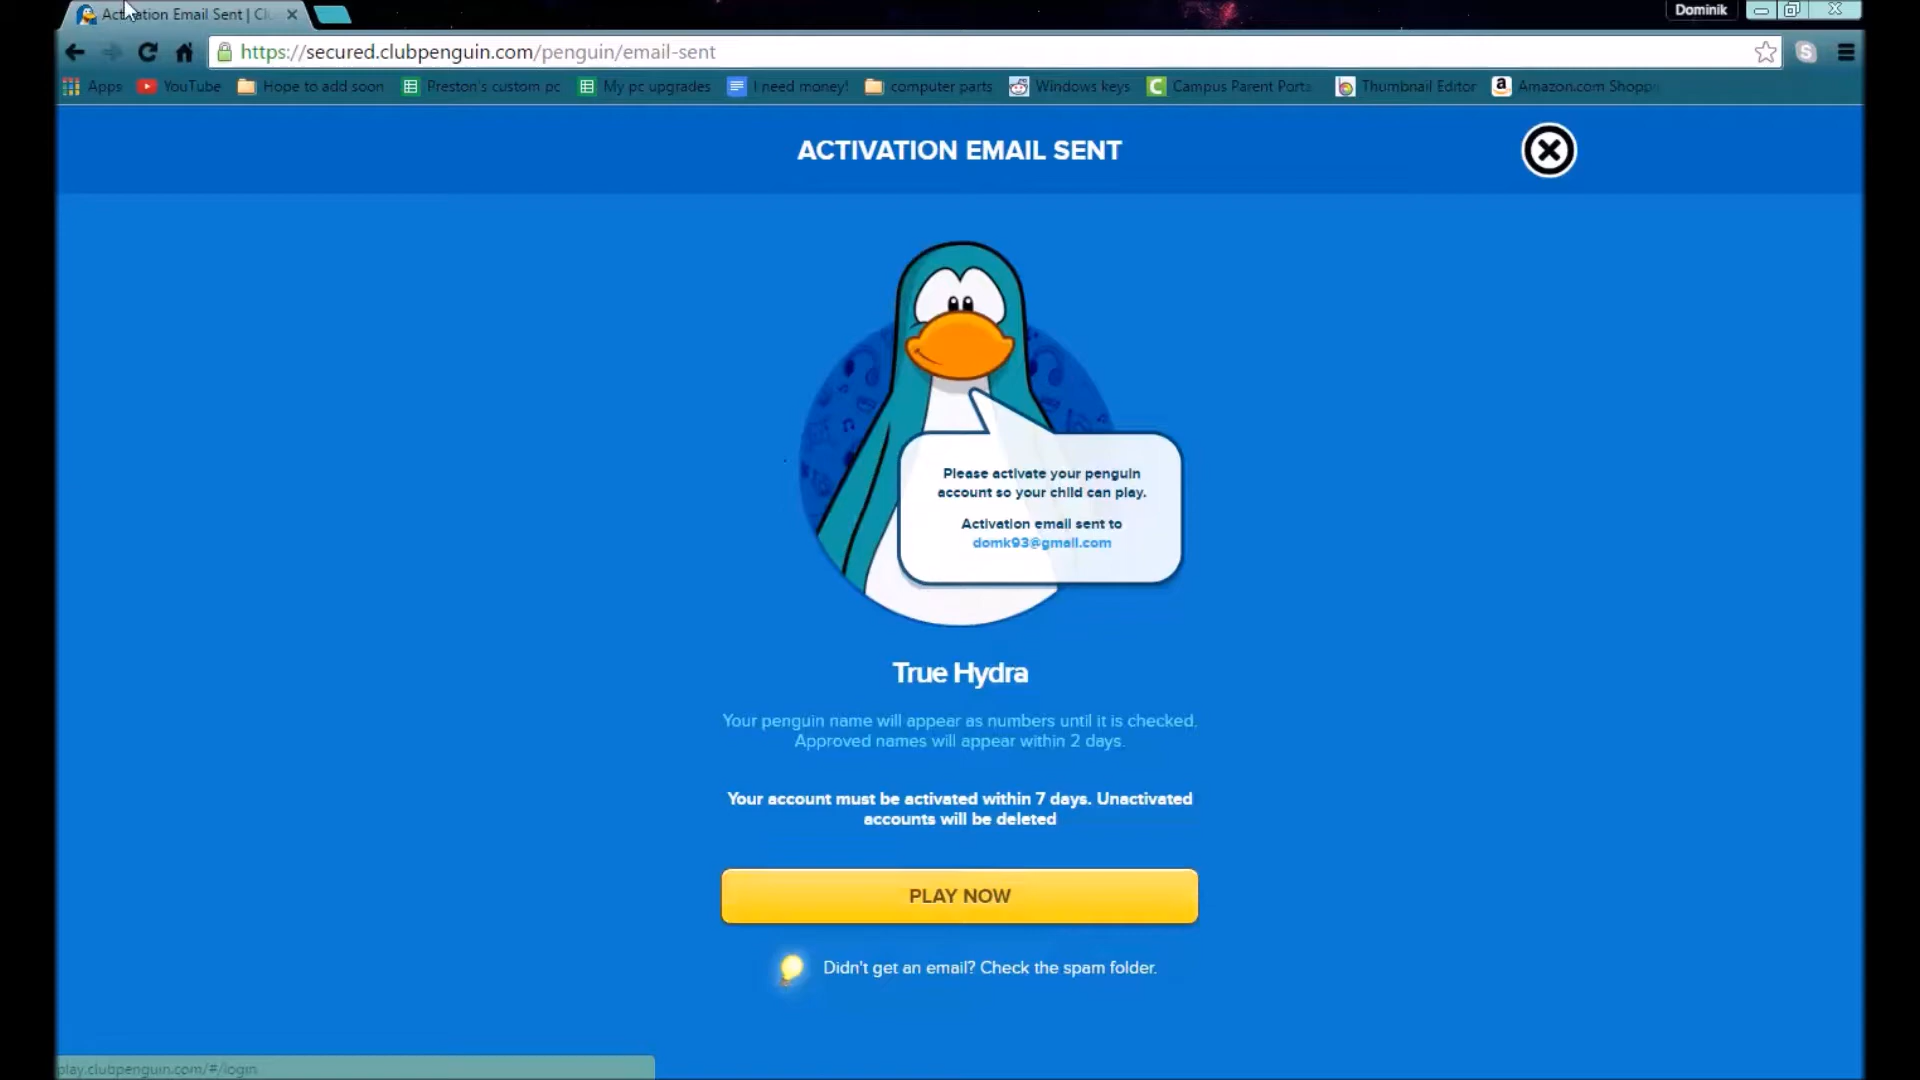 Activation Email Sent | Clu
Dominik
https://secured.clubpenguin.com/penguin/email-sent
Apps YouTube Hope to add soon Preston's custom pc My pc upgrades I need money! computer parts Windows keys Campus Parent Porta Thumbnail Editor Amazon.com Shoppi
ACTIVATION EMAIL SENT
Please activate your penguin
account so your child can play.
Activation email sent to
domk93@gmail.com
True Hydra
Your penguin name will appear as numbers until it is checked.
Approved names will appear within 2 days.
Your account must be activated within 7 days. Unactivated
accounts will be deleted
PLAY NOW
Didn't get an email? Check the spam folder.
play.clubpenguin.com/#/login